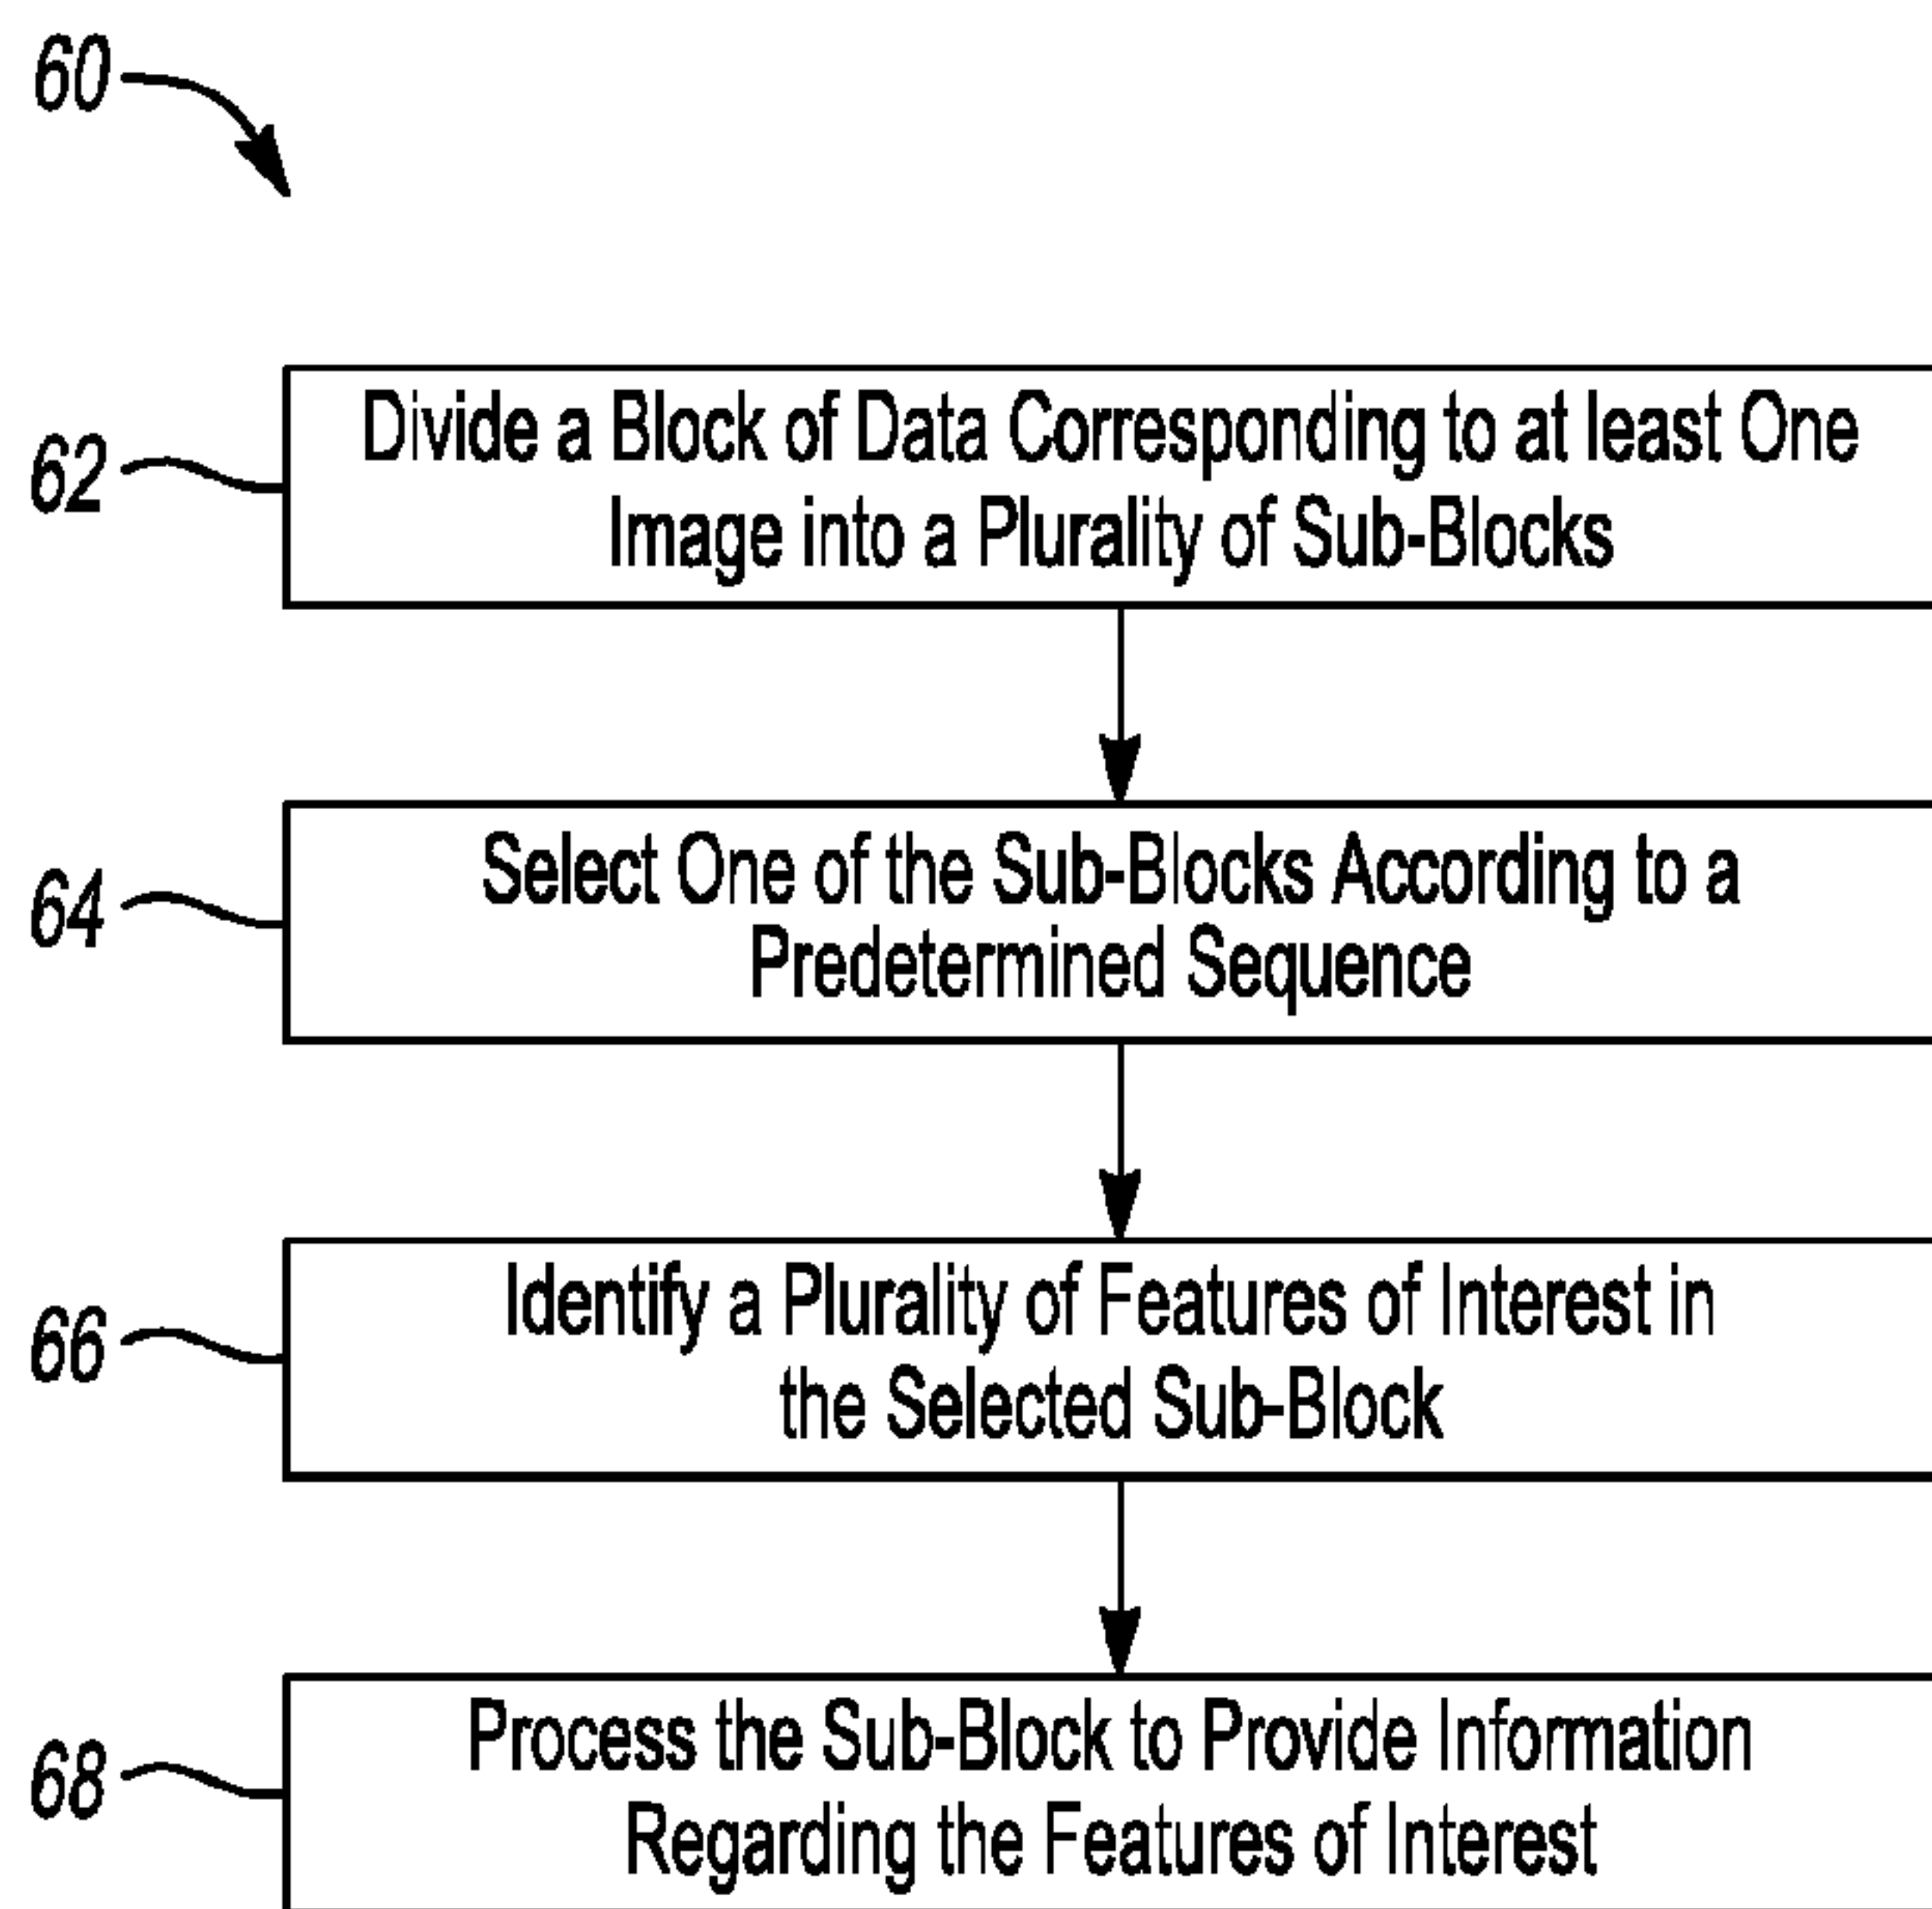 60
62
Divide a Block of Data Corresponding to at least One
Image into a Plurality of Sub-Blocks
64
Select One of the Sub-Blocks According to a
Predetermined Sequence
66
Identify a Plurality of Features of Interest in
the Selected Sub-Block
68
Process the Sub-Block to Provide Information
Regarding the Features of Interest